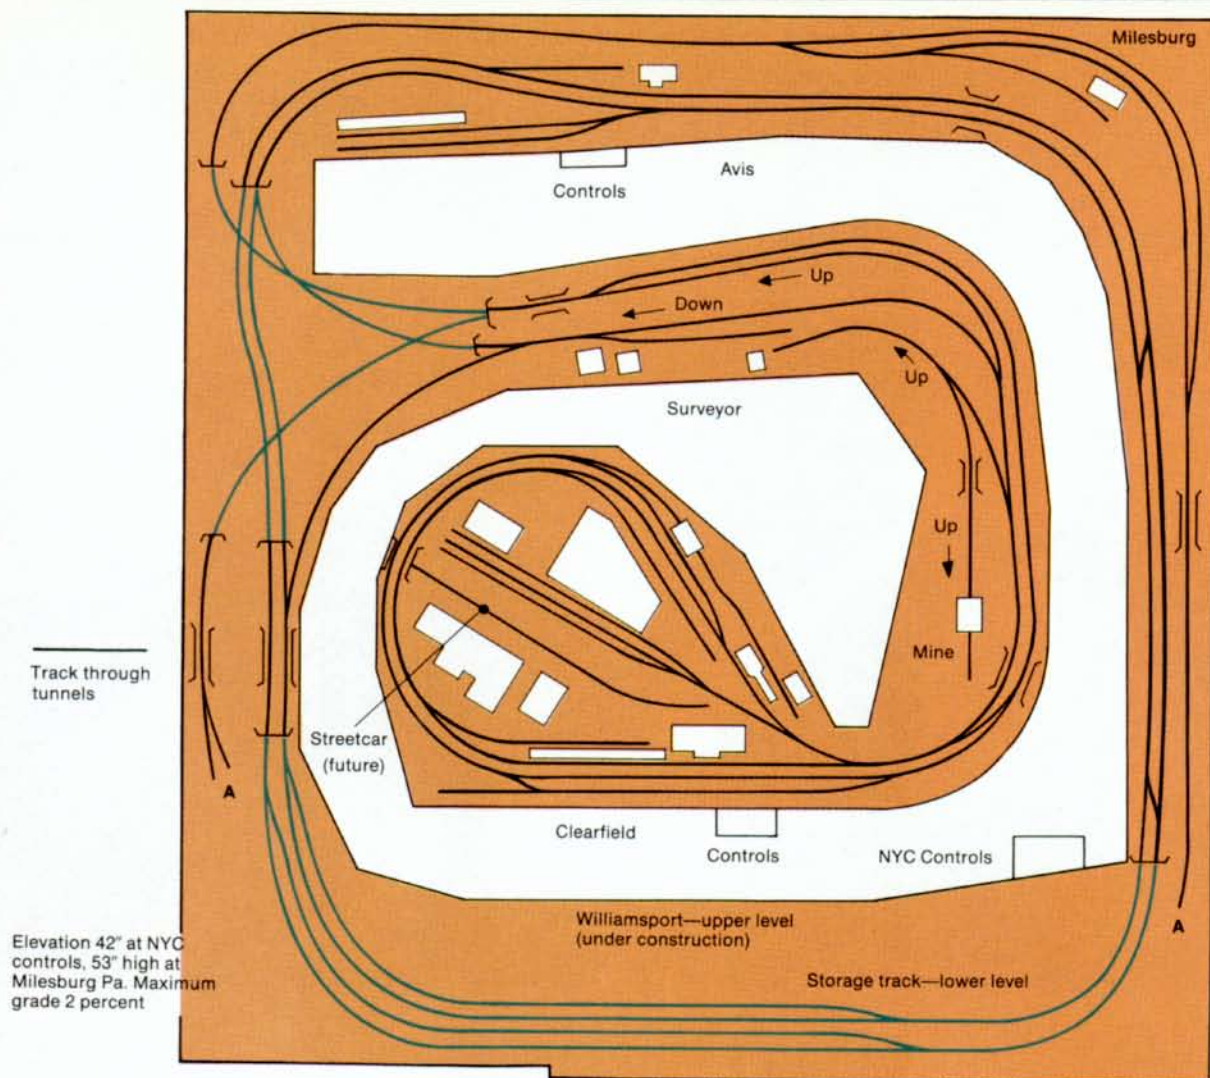 Milesburg
Avis
Controls
Up
Down
Up
Surveyor
Up
Mine
Track through
tunnels
Streetcar
(future)
A
Clearfield
Controls
NYC Controls
Williamsport—upper level
(under construction)
A
Elevation 42" at NYC
controls, 53" high at
Milesburg Pa. Maximum
grade 2 percent
Storage track—lower level